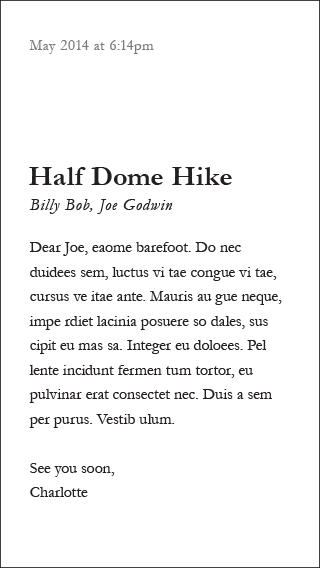 May 2014 at 6:14pm
Half Dome Hike
Billy Bob, Joe Godwin
Dear Joe, eaome barefoot. Do nec
duidees sem, luctus vi tae congue vi tae,
cursus ve itae ante. Mauris au gue neque,
impe rdiet lacinia posuere so dales, sus
cipit eu mas sa. Integer eu doloees. Pel
lente incidunt fermen tum tortor, eu
pulvinar erat consectet nec. Duis a sem
per purus. Vestib ulum.
See you soon,
Charlotte